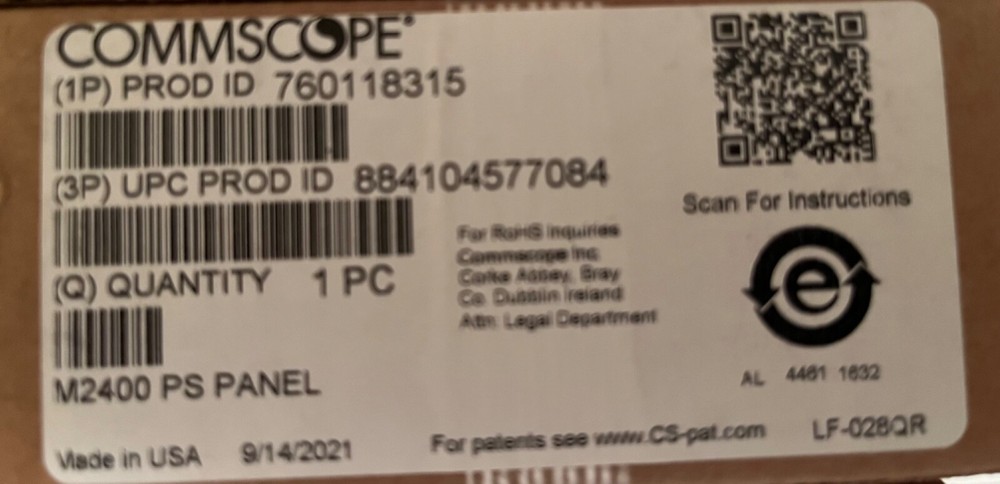 COMMSCOPE®
(1P) PROD ID 760118315
(3P) UPC PROD ID 884104577084
(Q) QUANTITY 1 PC
M2400 PS PANEL
Made in USA 9/14/2021
For RoHS Inquiries
Commscope Inc
Corke Abbey, Bray
Co. Dublin Ireland
Attn: Legal Department
For patents see www.CS-pat.com
Scan For Instructions
e
AL 4461 1632
LF-028QR